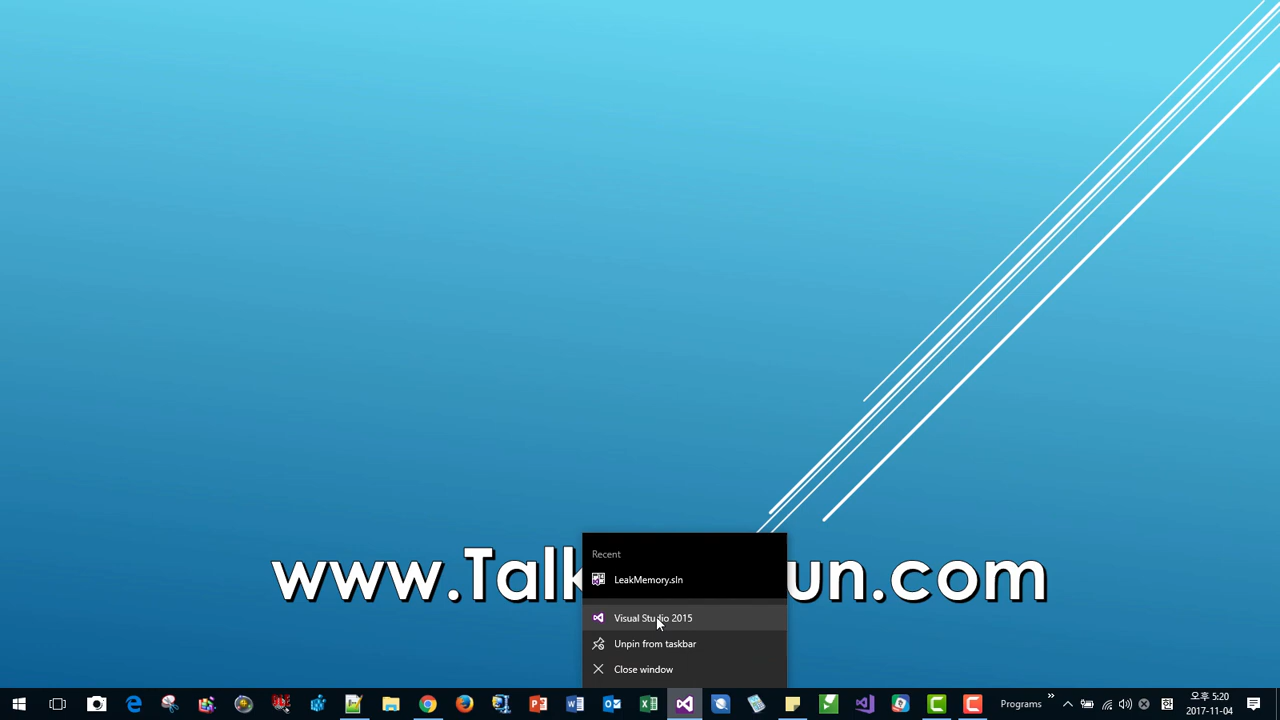 Recent
LeakMemory.sln
www.Talk un.com
Visual Studio 2015
Unpin from taskbar
Close window
Programs
오후 5:20
2017-11-04